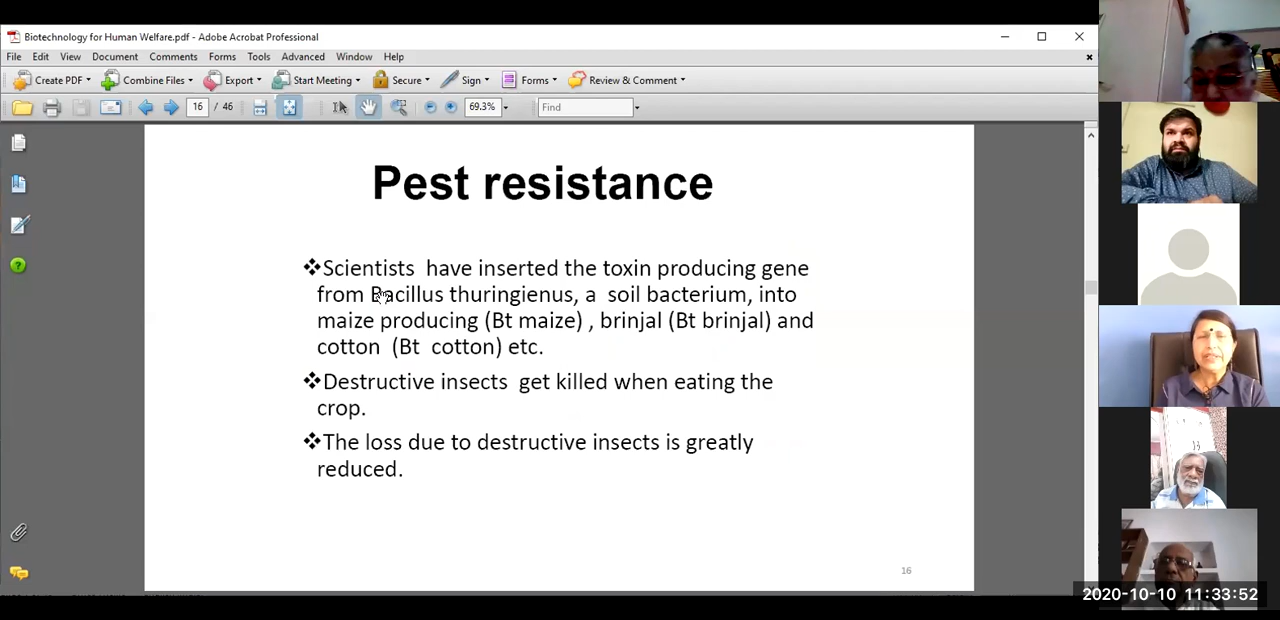 Biotechnology for Human Welfare.pdf - Adobe Acrobat Professional
File Edit View Document Comments Forms Tools Advanced Window Help
Create PDF Combine Files Export Start Meeting Secure Sign Forms Review & Comment
16 / 46 69.3% Find
Pest resistance
❖Scientists have inserted the toxin producing gene
from Bacillus thuringienus, a soil bacterium, into
maize producing (Bt maize) , brinjal (Bt brinjal) and
cotton (Bt cotton) etc.
❖Destructive insects get killed when eating the
crop.
❖The loss due to destructive insects is greatly
reduced.
16
2020-10-10 11:33:52